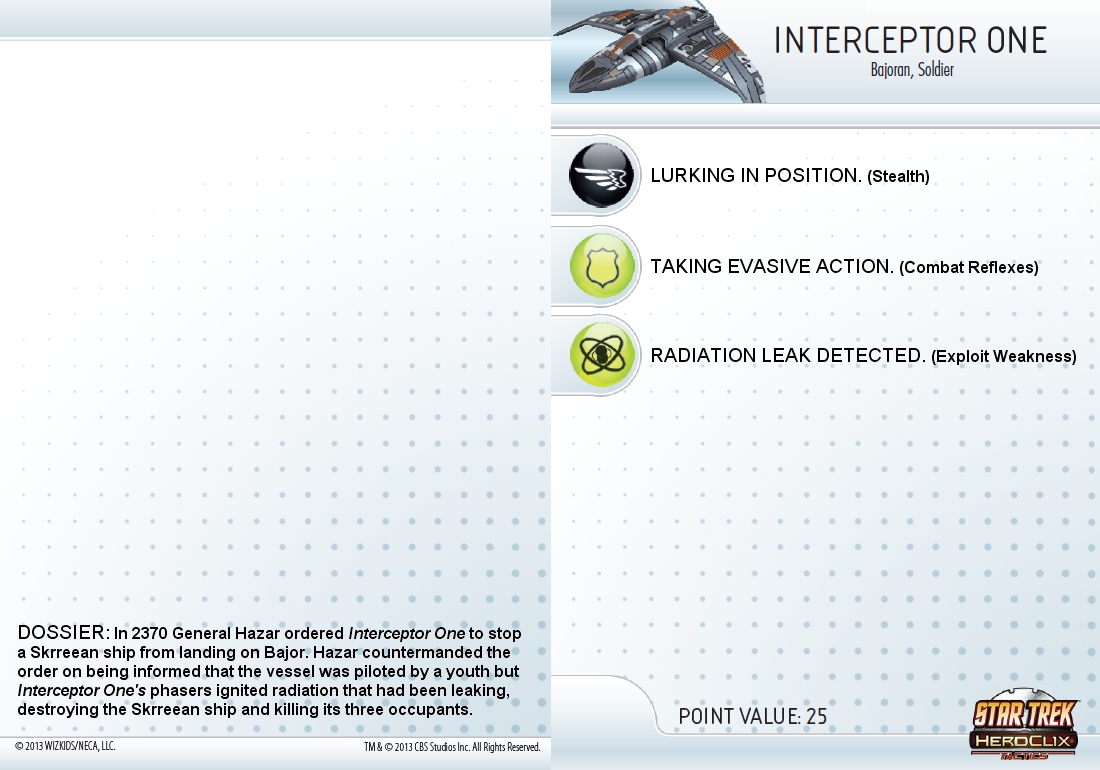 INTERCEPTOR ONE
Bajoran, Soldier
LURKING IN POSITION. (Stealth)
TAKING EVASIVE ACTION. (Combat Reflexes)
RADIATION LEAK DETECTED. (Exploit Weakness)
DOSSIER: In 2370 General Hazar ordered Interceptor One to stop
a Skrreean ship from landing on Bajor. Hazar countermanded the
order on being informed that the vessel was piloted by a youth but
Interceptor One's phasers ignited radiation that had been leaking,
destroying the Skrreean ship and killing its three occupants.
© 2013 WIZKIDS/NECA, LLC.
TM & © 2013 CBS Studios Inc. All Rights Reserved.
POINT VALUE: 25
STAR TREK
HEROCLIX
TACTICS